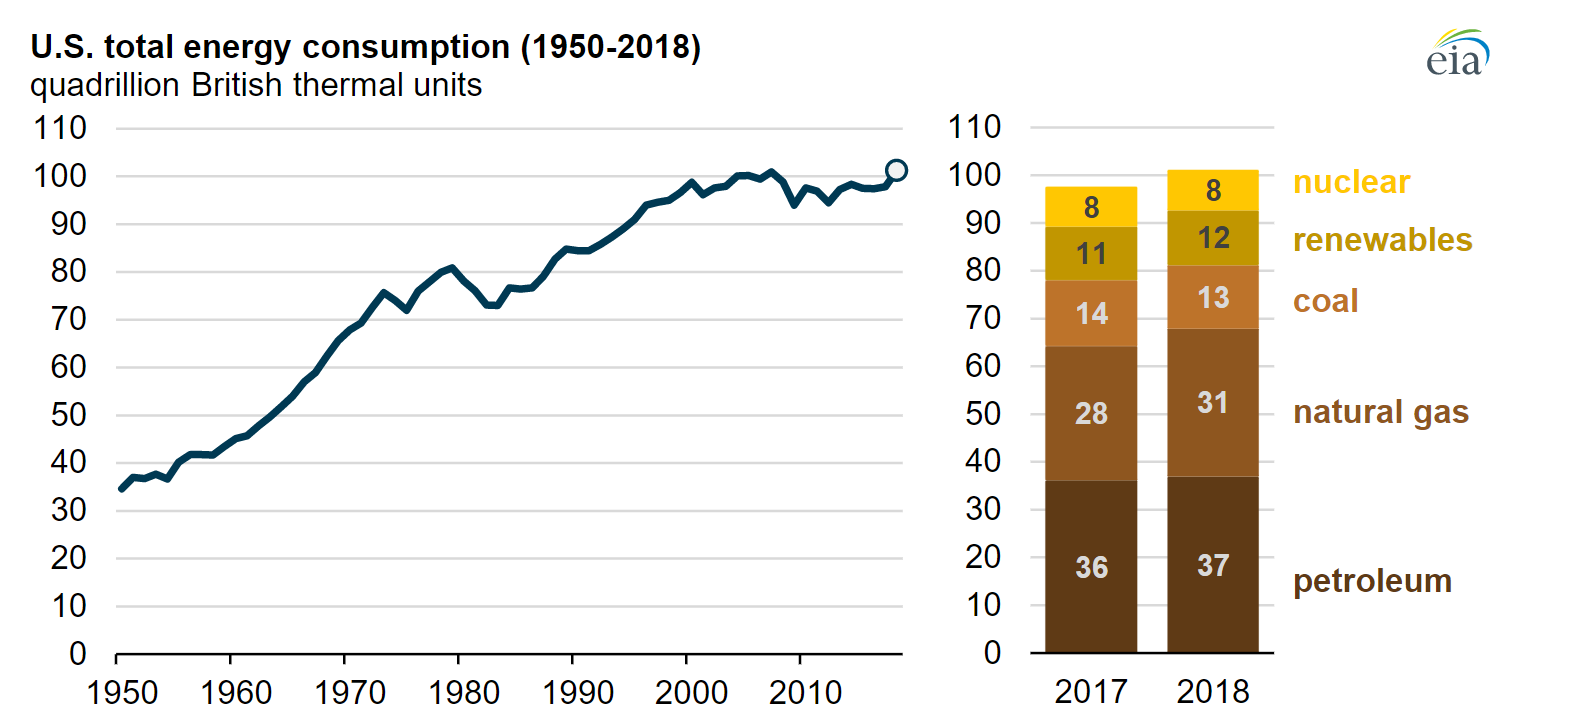 U.S. total energy consumption (1950-2018)
quadrillion British thermal units
eia
110
100
90
80
70
60
50
40
30
20
10
0
1950 1960 1970 1980 1990 2000 2010
110
100
90
80
70
60
50
40
30
20
10
0
8 8 nuclear
11 12 renewables
14 13 coal
28 31 natural gas
36 37 petroleum
2017 2018